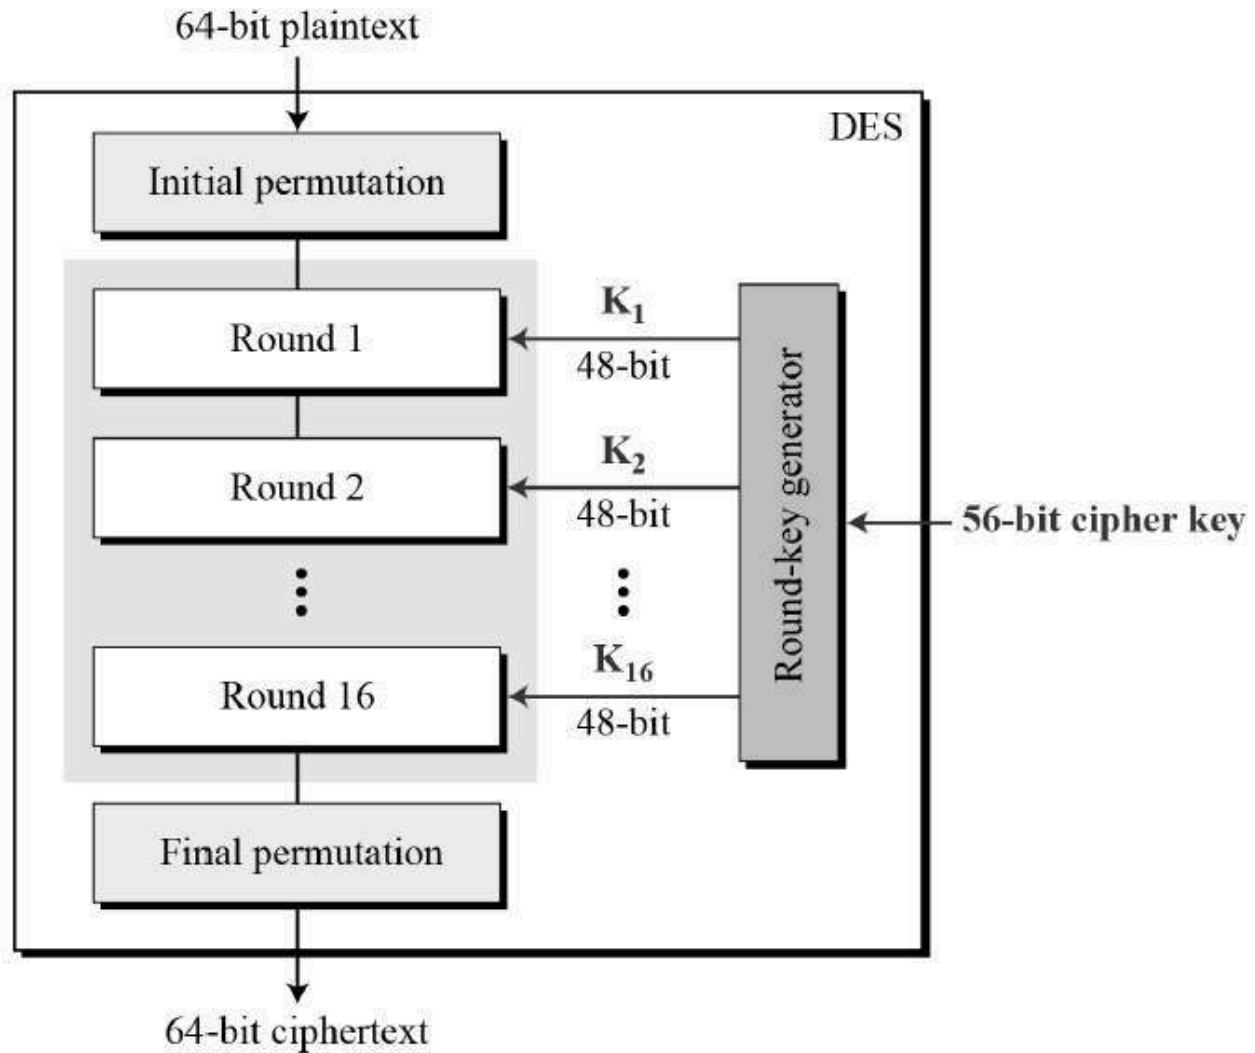 64-bit plaintext
DES
Initial permutation
Round 1
K₁
48-bit
Round 2
K₂
48-bit
Round-key generator
56-bit cipher key
Round 16
K₁₆
48-bit
Final permutation
64-bit ciphertext